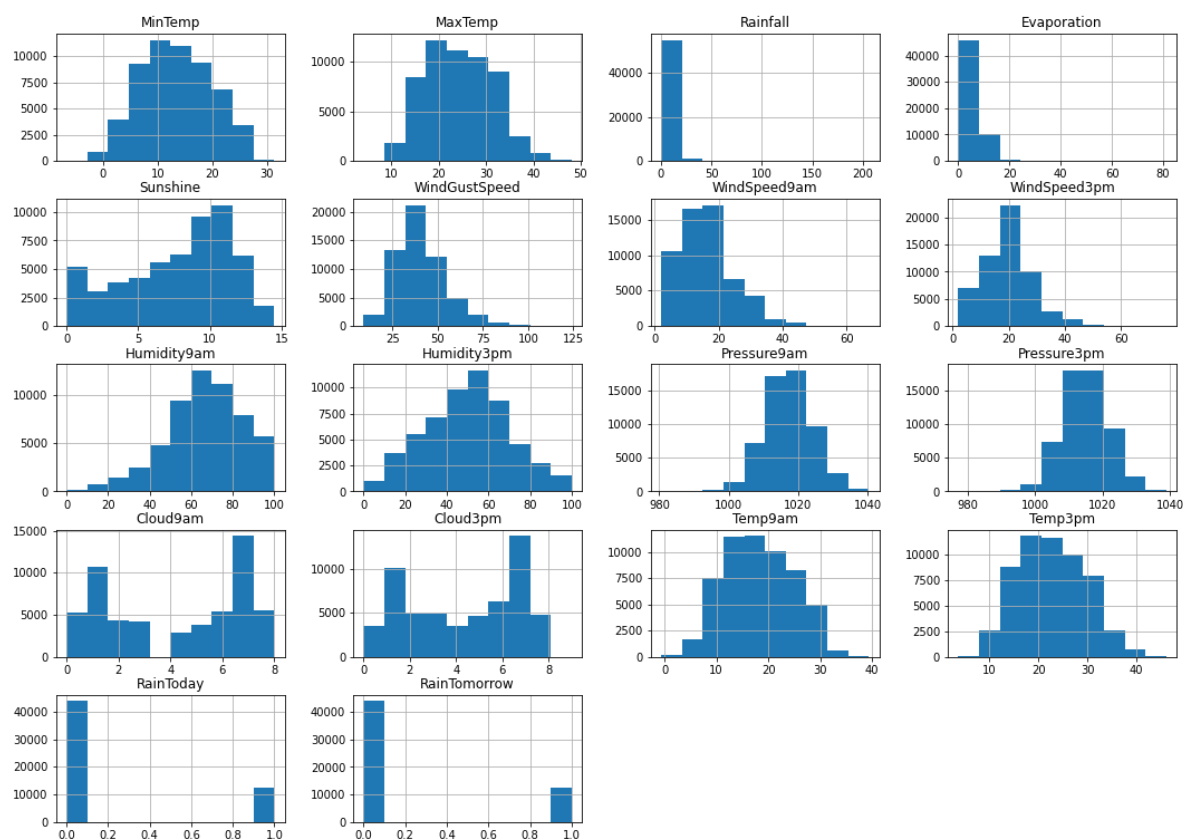 MinTemp MaxTemp Rainfall Evaporation
10000 10000 40000 50000
7500 40000
5000 5000 20000 30000
2500 20000
0 0 0 10000
0
0 10 20 30 10 20 30 40 50 0 50 100 150 200 0 20 40 60 80
Sunshine WindGustSpeed WindSpeed9am WindSpeed3pm
10000 20000 15000 20000
7500 15000 10000 15000
5000 10000 5000 10000
2500 5000 5000
0 0 0 0
0 5 10 15 25 50 75 100 125 0 20 40 60 0 20 40 60
Humidity9am Humidity3pm Pressure9am Pressure3pm
10000 10000 15000 15000
7500
5000 5000 10000 10000
2500 5000 5000
0 0 0 0
0 20 40 60 80 100 0 20 40 60 80 100 980 1000 1020 1040 980 1000 1020 1040
Cloud9am Cloud3pm Temp9am Temp3pm
15000 10000 10000 10000
10000 7500 7500
5000 5000 5000 5000
2500 2500
0 0 0 0
0 2 4 6 8 0 2 4 6 8 0 10 20 30 40 10 20 30 40
RainToday RainTomorrow
40000 40000
30000 30000
20000 20000
10000 10000
0 0
0.0 0.2 0.4 0.6 0.8 1.0 0.0 0.2 0.4 0.6 0.8 1.0